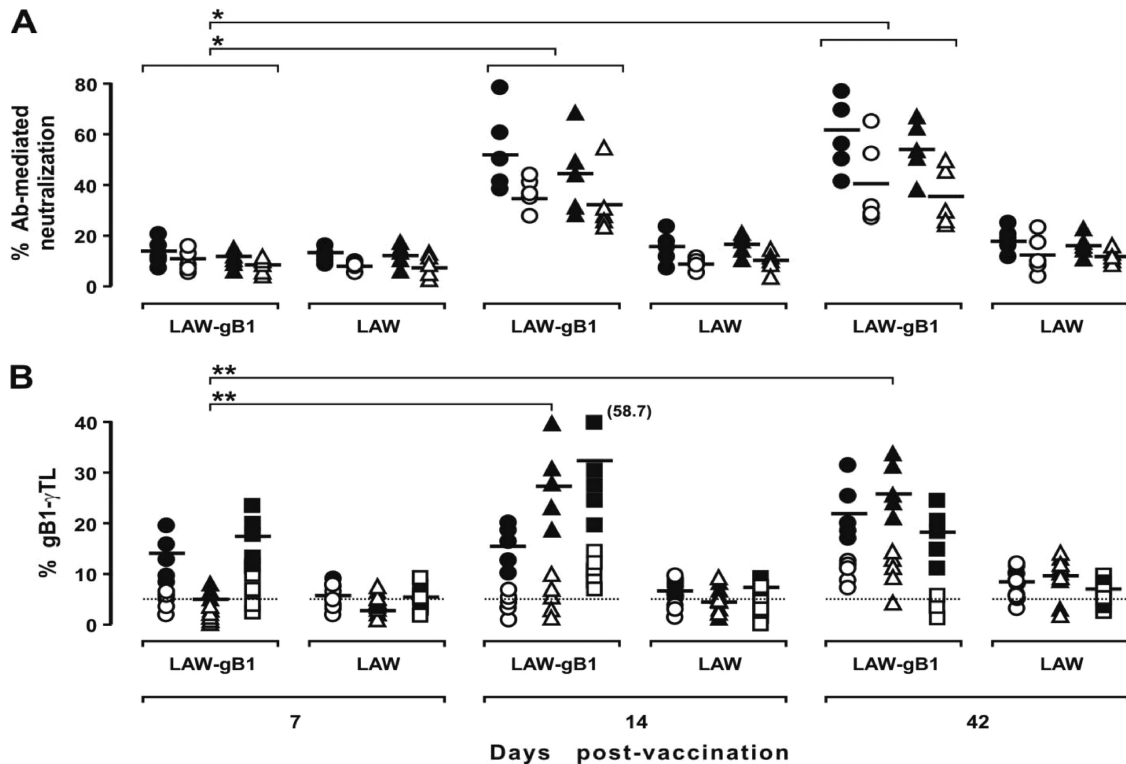 A
*
*
% Ab-mediated
neutralization
80
60
40
20
0
LAW-gB1 LAW LAW-gB1 LAW LAW-gB1 LAW
B
**
**
% gB1-γTL
40
30
20
10
0
(58.7)
LAW-gB1 LAW LAW-gB1 LAW LAW-gB1 LAW
7 14 42
Days post-vaccination